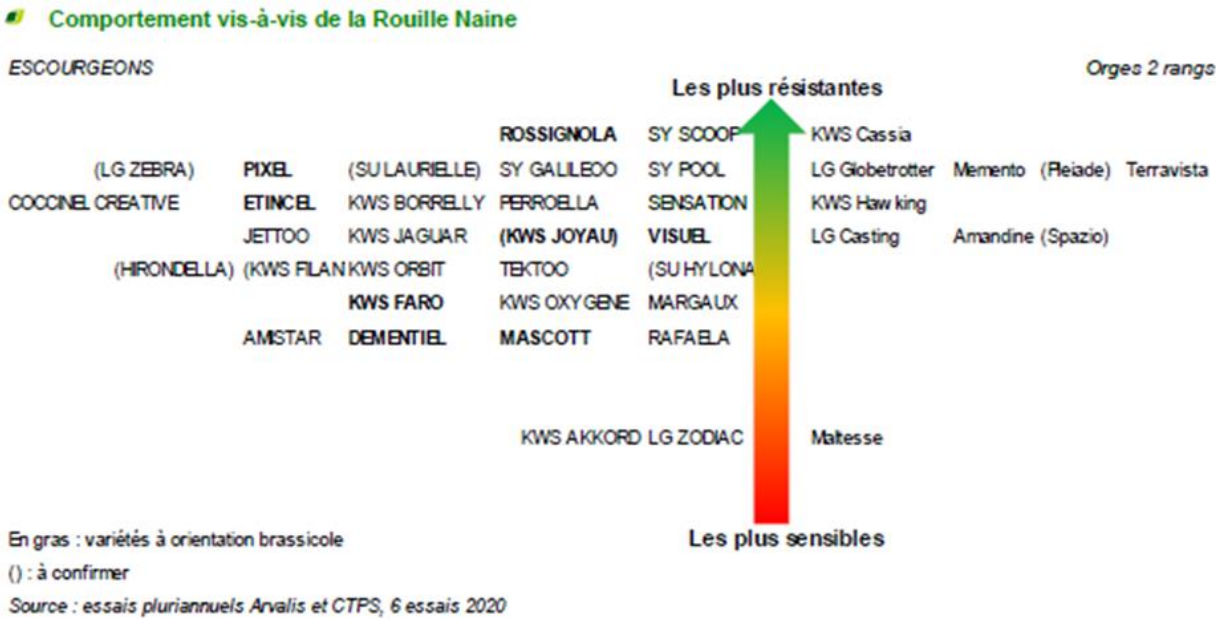 Comportement vis-à-vis de la Rouille Naine
ESCOURGEONS Orges 2 rangs
Les plus résistantes
ROSSIGNOLA SY SCOOP KWS Cassia
(LG ZEBRA) PIXEL (SU LAURIELLE) SY GALILEOO SY POOL LG Globetrotter Memento (Pleiade) Terravista
COCCINEL CREATIVE ETINCEL KWS BORRELLY PERROELLA SENSATION KWS Hawking
JETTOO KWS JAGUAR (KWS JOYAU) VISUEL LG Casting Amandine (Spazio)
(HIRONDELLA) (KWS FILAN KWS ORBIT TEKTOO (SU HYLONA
KWS FARO KWS OXYGENE MARGAUX
AMISTAR DEMENTIEL MASCOTT RAFAELA
KWS AKKORD LG ZODIAC Maltesse
Les plus sensibles
En gras : variétés à orientation brassicole
() : à confirmer
Source : essais pluriannuels Arvalis et CTPS, 6 essais 2020